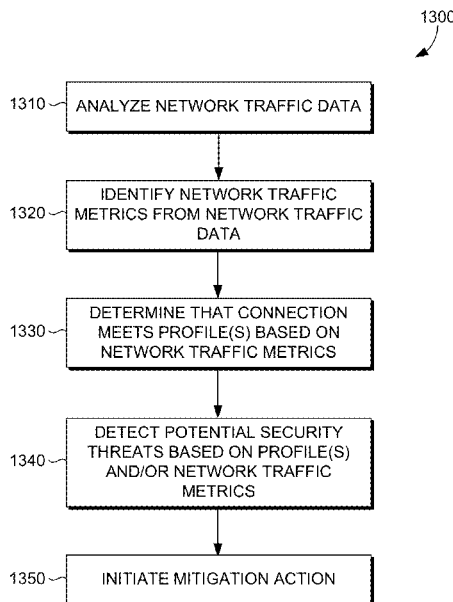 1300
1310
ANALYZE NETWORK TRAFFIC DATA
1320
IDENTIFY NETWORK TRAFFIC
METRICS FROM NETWORK TRAFFIC
DATA
1330
DETERMINE THAT CONNECTION
MEETS PROFILE(S) BASED ON
NETWORK TRAFFIC METRICS
1340
DETECT POTENTIAL SECURITY
THREATS BASED ON PROFILE(S)
AND/OR NETWORK TRAFFIC
METRICS
1350
INITIATE MITIGATION ACTION